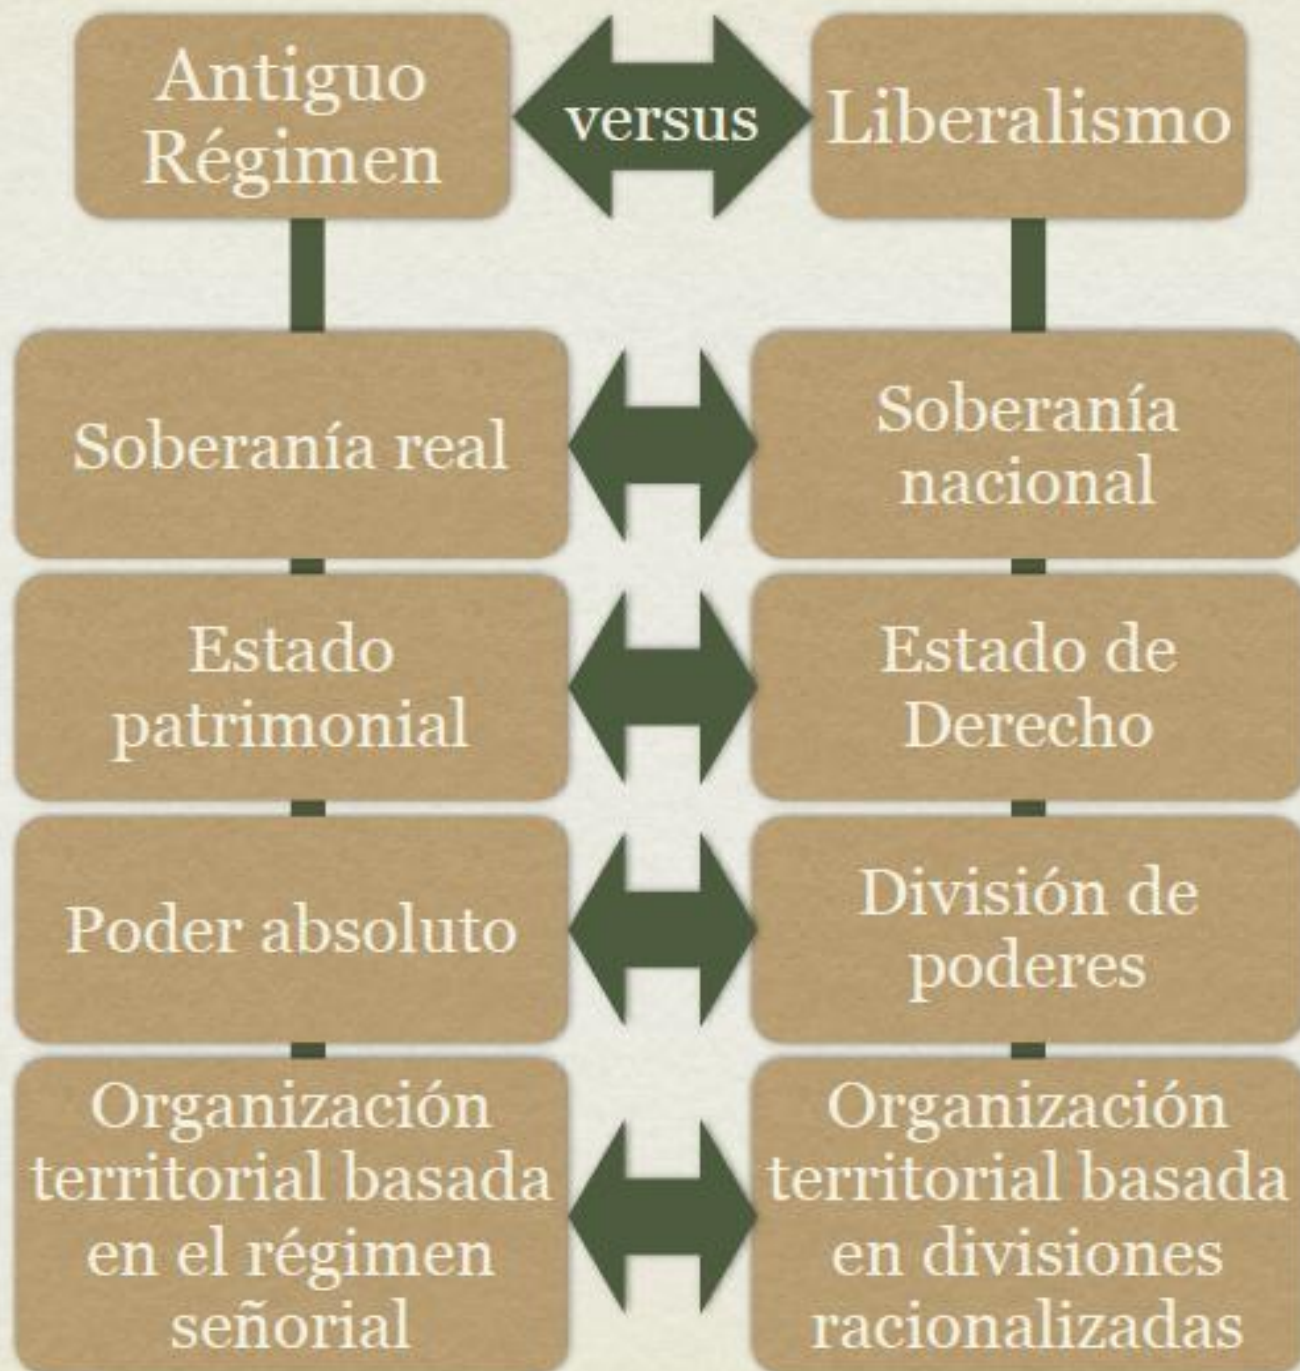 Antiguo
Régimen
versus
Liberalismo
Soberanía real
Soberanía
nacional
Estado
patrimonial
Estado de
Derecho
Poder absoluto
División de
poderes
Organización
territorial basada
en el régimen
señorial
Organización
territorial basada
en divisiones
racionalizadas